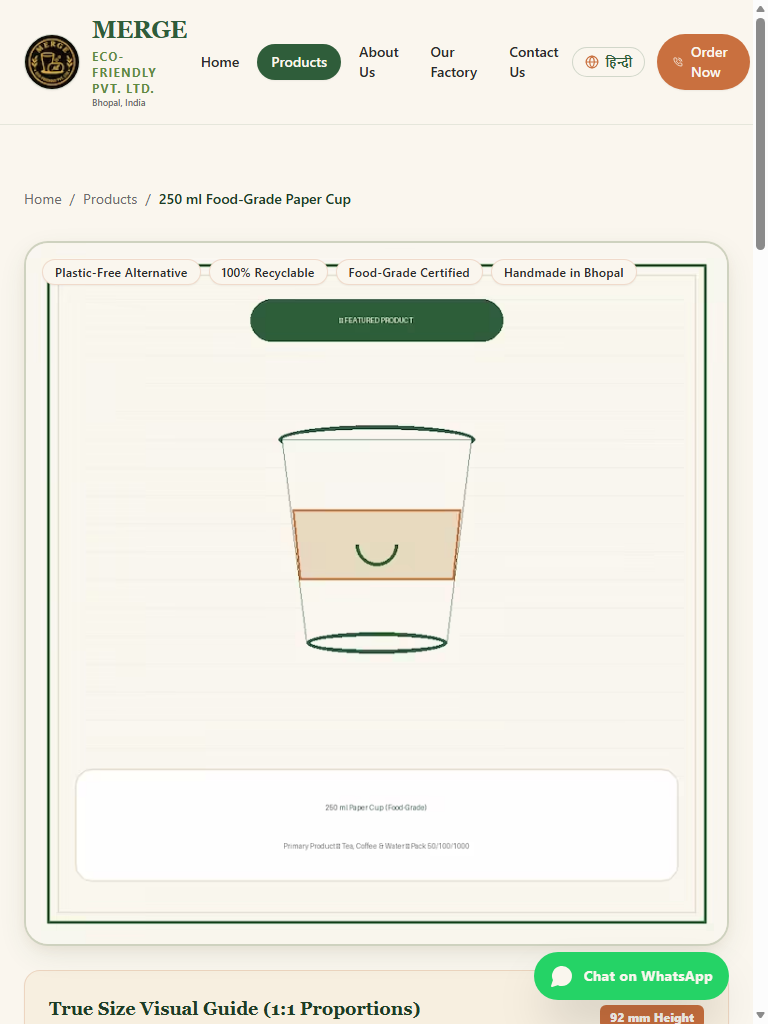 MERGE
ECO-
FRIENDLY
PVT. LTD.
Bhopal, India
Home
Products
About
Us
Our
Factory
Contact
Us
हिन्दी
Order
Now
Home / Products / 250 ml Food-Grade Paper Cup
Plastic-Free Alternative
100% Recyclable
Food-Grade Certified
Handmade in Bhopal
FEATURED PRODUCT
250 ml Paper Cup (Food Grade)
Primary Product Tea, Coffee & Water Pack 50/100/1000
Chat on WhatsApp
True Size Visual Guide (1:1 Proportions)
92 mm Height